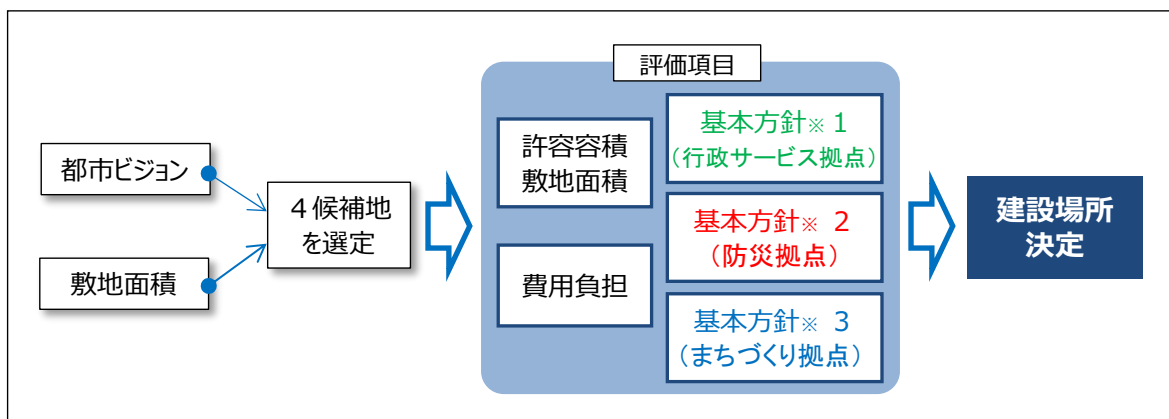 都市ビジョン
敷地面積
４候補地
を選定
評価項目
許容容積
敷地面積
費用負担
基本方針※ 1
（行政サービス拠点）
基本方針※ 2
（防災拠点）
基本方針※ 3
（まちづくり拠点）
建設場所
決定